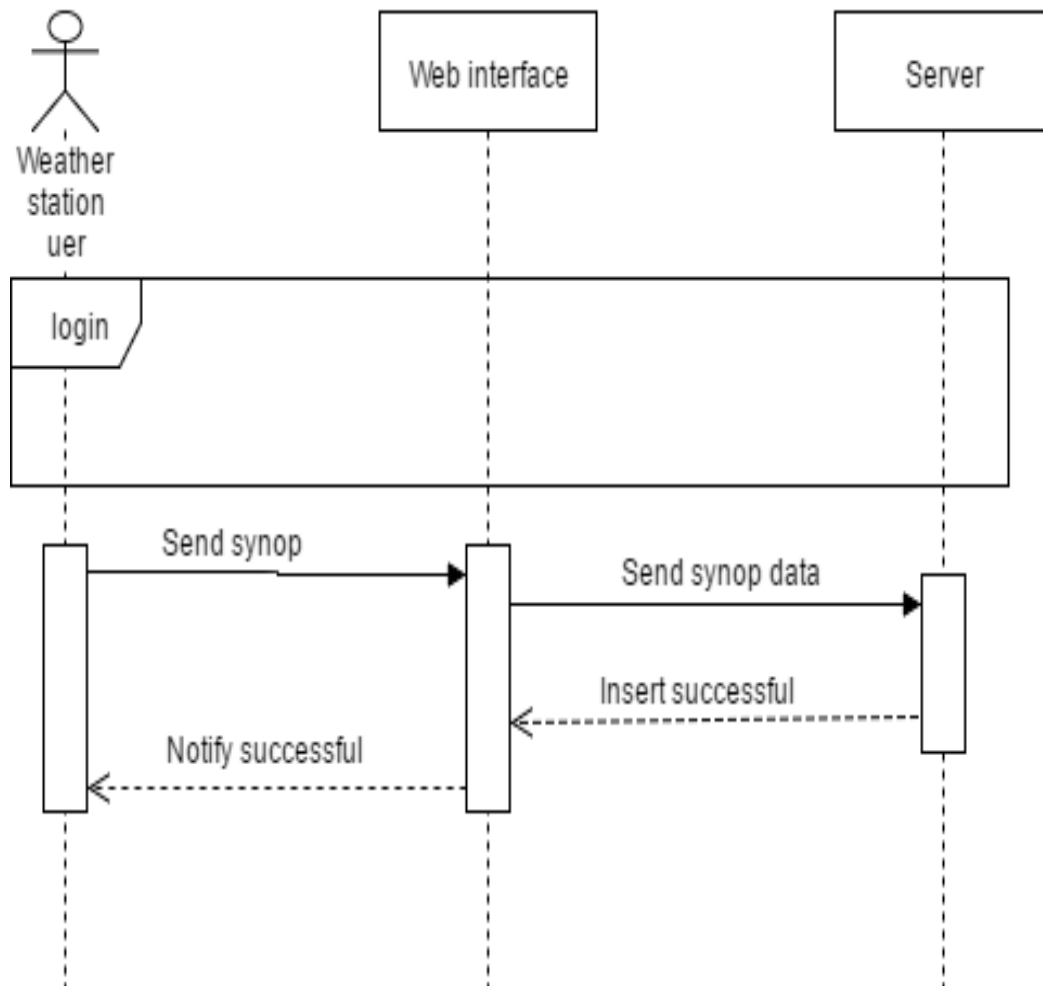 Web interface
Server
Weather
station
uer
login
Send synop
Send synop data
Insert successful
Notify successful